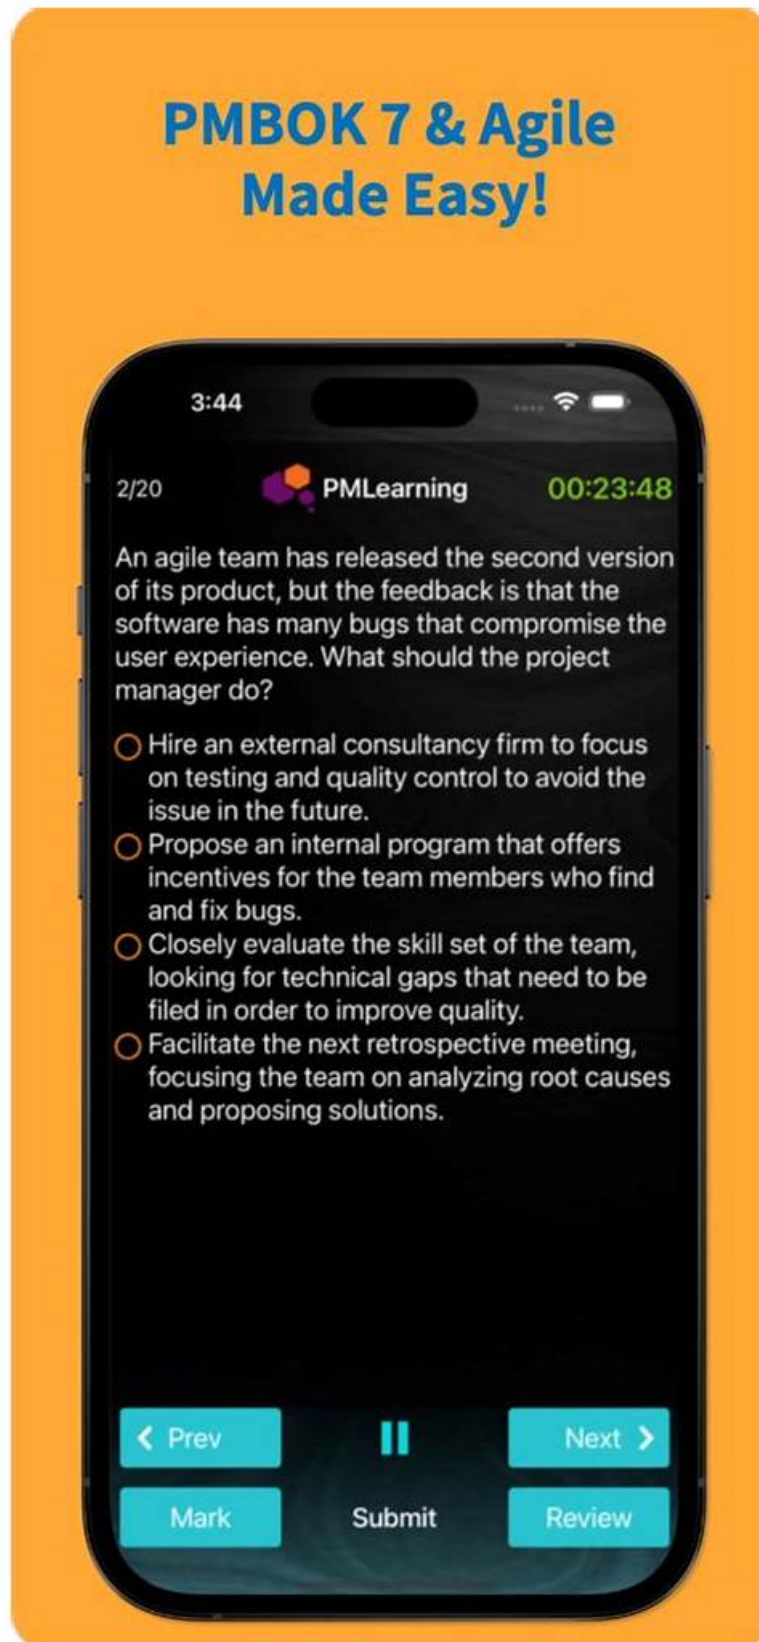 PMBOK 7 & Agile
Made Easy!
3:44
2/20
PMLearning
00:23:48
An agile team has released the second version
of its product, but the feedback is that the
software has many bugs that compromise the
user experience. What should the project
manager do?
Hire an external consultancy firm to focus
on testing and quality control to avoid the
issue in the future.
Propose an internal program that offers
incentives for the team members who find
and fix bugs.
Closely evaluate the skill set of the team,
looking for technical gaps that need to be
filed in order to improve quality.
Facilitate the next retrospective meeting,
focusing the team on analyzing root causes
and proposing solutions.
Prev
Next
Mark
Submit
Review